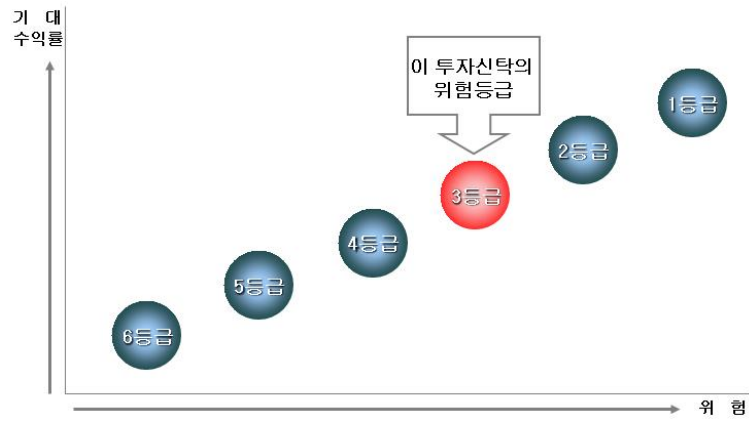 기 대
수익률
이 투자신탁의
위험등급
1등급
2등급
3등급
4등급
5등급
6등급
위 험